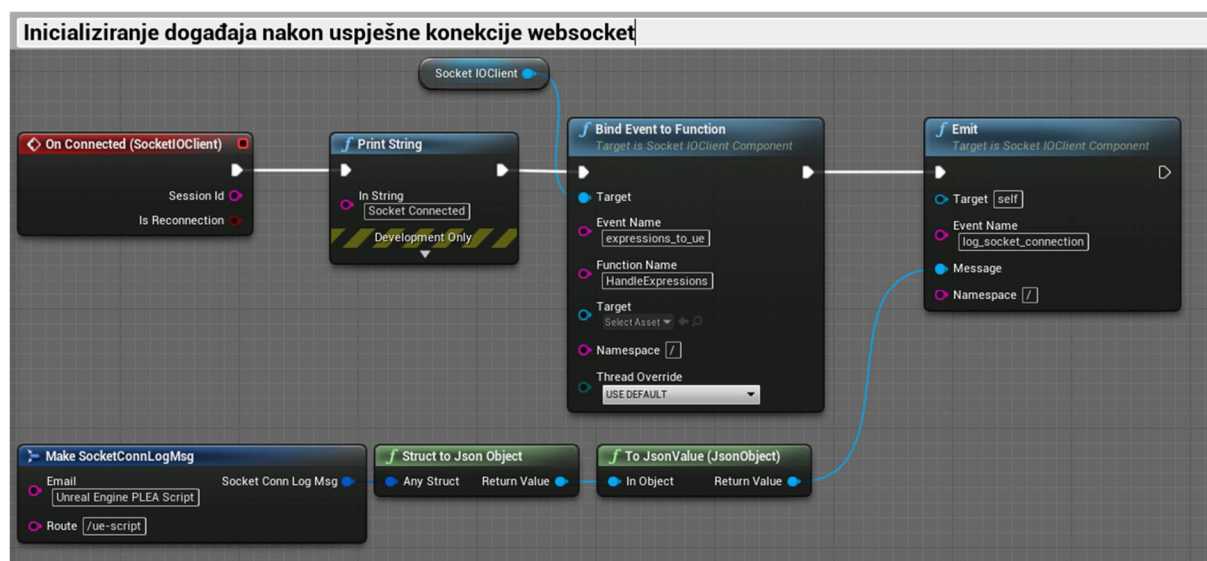 Inicializiranje događaja nakon uspješne konekcije websocket
Socket IOClient
On Connected (SocketIOClient)
Session Id
Is Reconnection
Print String
In String
Socket Connected
Development Only
Bind Event to Function
Target is Socket IOClient Component
Target
Event Name
expressions_to_ue
Function Name
HandleExpressions
Target
Select Asset
Namespace /
Thread Override
USE DEFAULT
Emit
Target is Socket IOClient Component
Target self
Event Name
log_socket_connection
Message
Namespace /
Make SocketConnLogMsg
Email Socket Conn Log Msg
Unreal Engine PLEA Script
Route /ue-script
Struct to Json Object
Any Struct Return Value
To JsonValue (JsonObject)
In Object Return Value